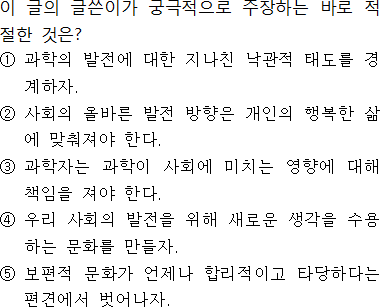 이 글의 글쓴이가 궁극적으로 주장하는 바로 적
절한 것은?
① 과학의 발전에 대한 지나친 낙관적 태도를 경
계하자.
② 사회의 올바른 발전 방향은 개인의 행복한 삶
에 맞춰져야 한다.
③ 과학자는 과학이 사회에 미치는 영향에 대해
책임을 져야 한다.
④ 우리 사회의 발전을 위해 새로운 생각을 수용
하는 문화를 만들자.
⑤ 보편적 문화가 언제나 합리적이고 타당하다는
편견에서 벗어나자.